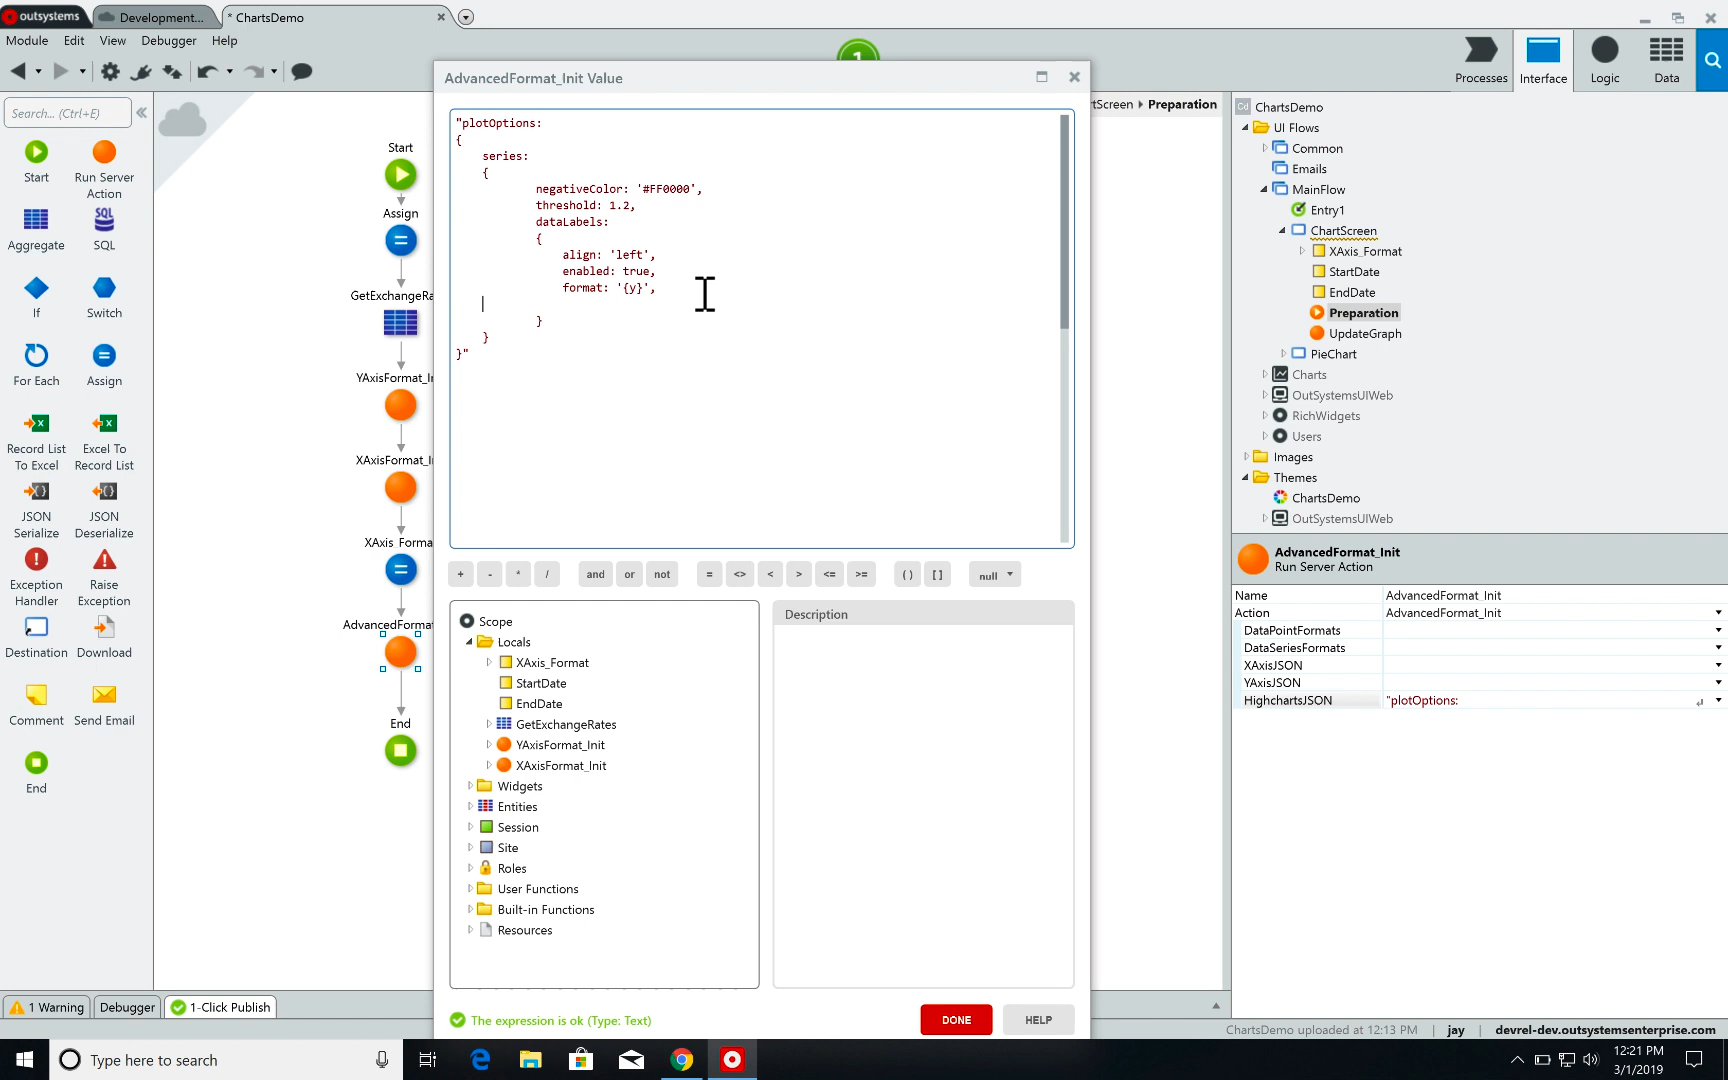 outsystems
Development...
* ChartsDemo
Module Edit View Debugger Help
1
Processes
Interface
Logic
Data
Search... (Ctrl+E)
Start
Run Server
Action
Aggregate
SQL
If
Switch
For Each
Assign
Record List
To Excel
Excel To
Record List
JSON
Serialize
JSON
Deserialize
Exception
Handler
Raise
Exception
Destination
Download
Comment
Send Email
End
Start
Assign
GetExchangeRa
YAxisFormat_I
XAxisFormat_I
XAxis_Forma
AdvancedFormat
End
AdvancedFormat_Init Value
"plotOptions:
{
series:
{
negativeColor: '#FF0000',
threshold: 1.2,
dataLabels:
{
align: 'left',
enabled: true,
format: '{y}',
}
}
}"
+ - * / and or not = <> < > <= >= ( ) [ ] null
Scope
Locals
XAxis_Format
StartDate
EndDate
GetExchangeRates
YAxisFormat_Init
XAxisFormat_Init
Widgets
Entities
Session
Site
Roles
User Functions
Built-in Functions
Resources
Description
The expression is ok (Type: Text)
DONE
HELP
rtScreen Preparation
ChartsDemo
UI Flows
Common
Emails
MainFlow
Entry1
ChartScreen
XAxis_Format
StartDate
EndDate
Preparation
UpdateGraph
PieChart
Charts
OutSystemsUIWeb
RichWidgets
Users
Images
Themes
ChartsDemo
OutSystemsUIWeb
AdvancedFormat_Init
Run Server Action
Name AdvancedFormat_Init
Action AdvancedFormat_Init
DataPointFormats
DataSeriesFormats
XAxisJSON
YAxisJSON
HighchartsJSON "plotOptions:
1 Warning
Debugger
1-Click Publish
ChartsDemo uploaded at 12:13 PM
jay
devrel-dev.outsystemsenterprise.com
Type here to search
12:21 PM
3/1/2019